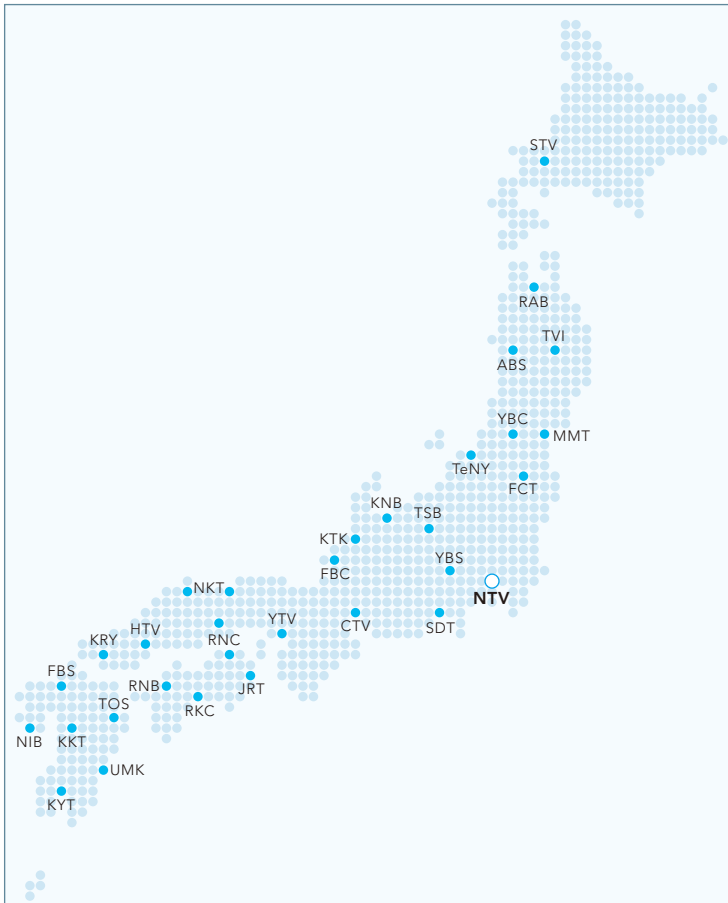 STV
RAB
TVI
ABS
YBC
MMT
TeNY
FCT
KNB
TSB
KTK
FBC
YBS
NKT
NTV
HTV
RNC
YTV
CTV
SDT
KRY
FBS
RNB
JRT
RKC
TOS
NIB
KKT
UMK
KYT